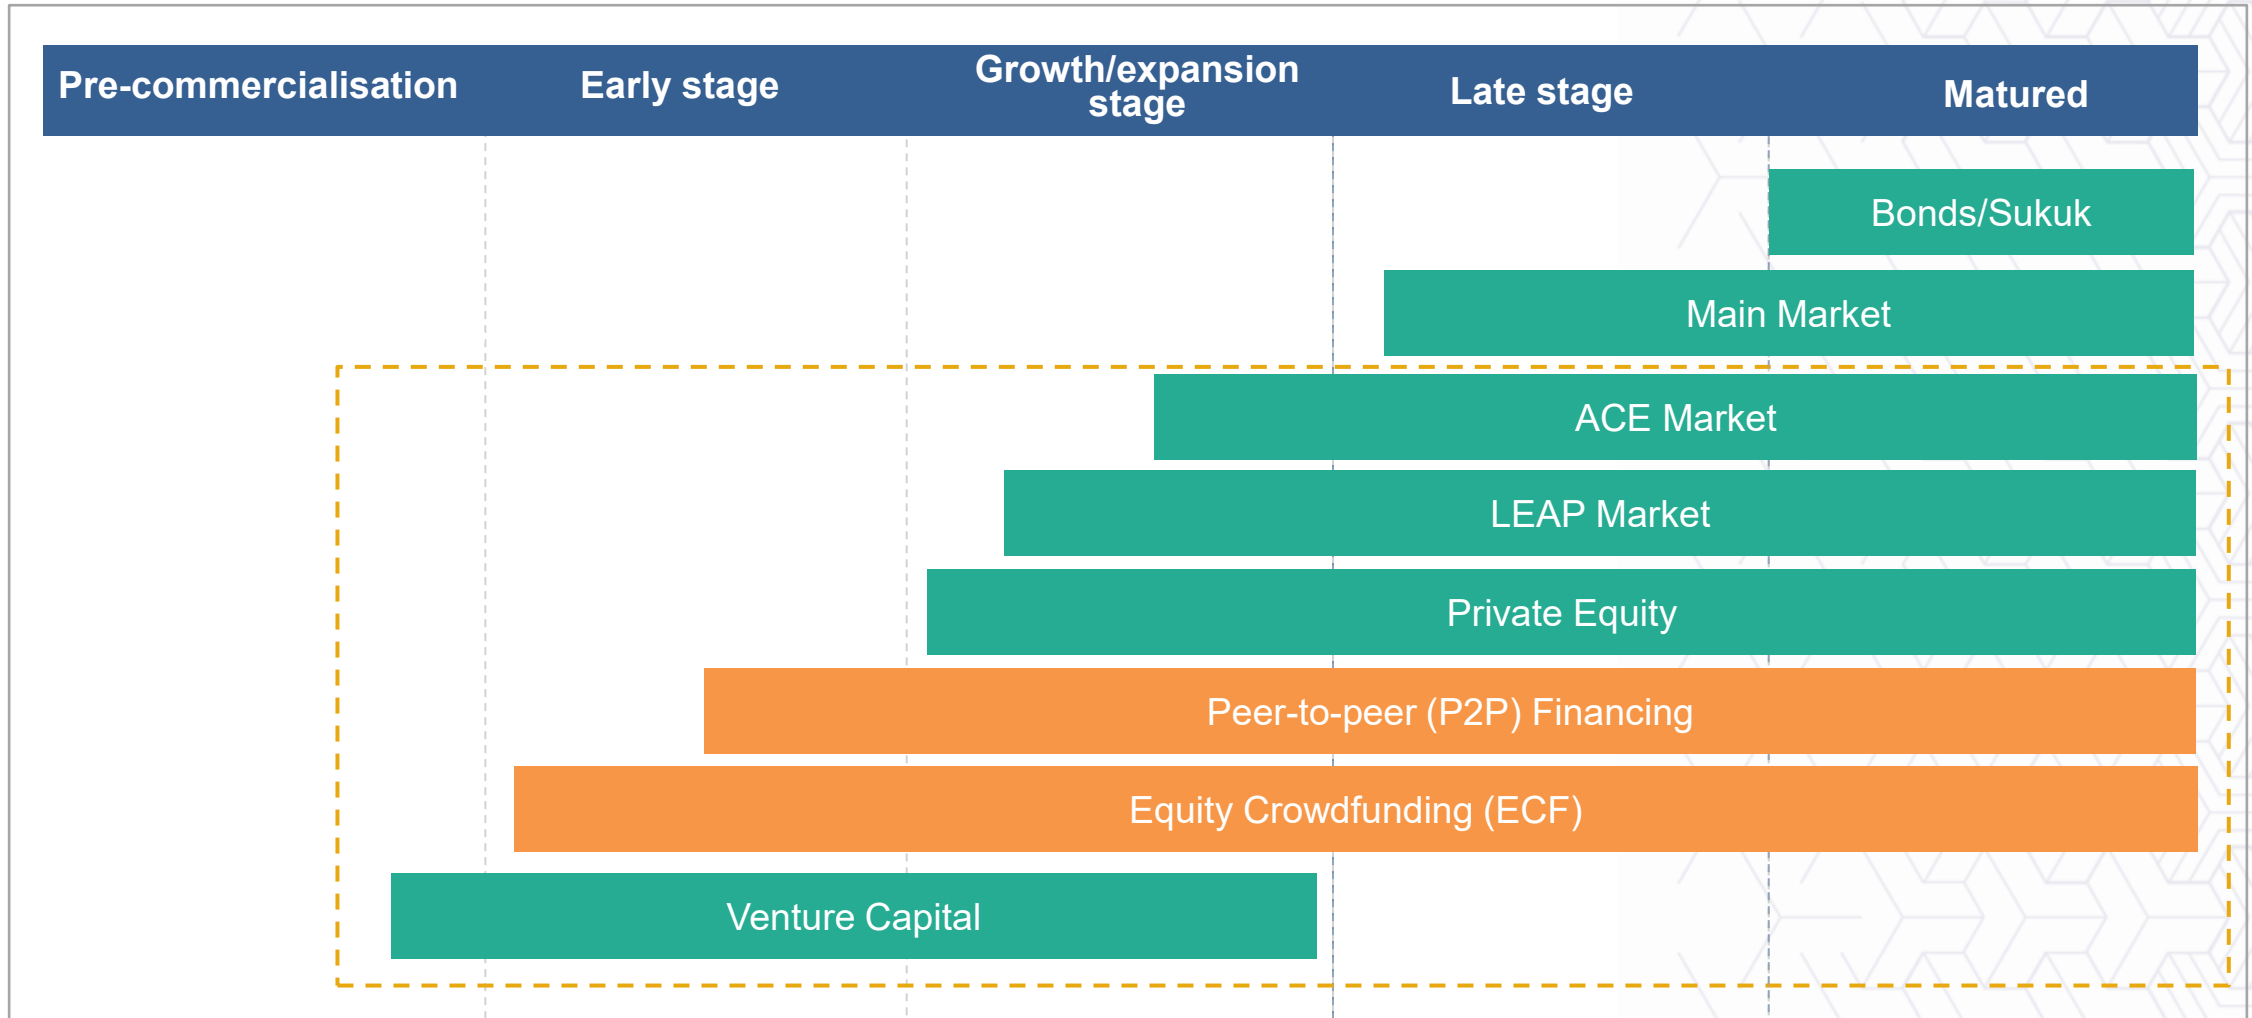 Pre-commercialisation
Early stage
Growth/expansion
stage
Late stage
Matured
Bonds/Sukuk
Main Market
ACE Market
LEAP Market
Private Equity
Peer-to-peer (P2P) Financing
Equity Crowdfunding (ECF)
Venture Capital